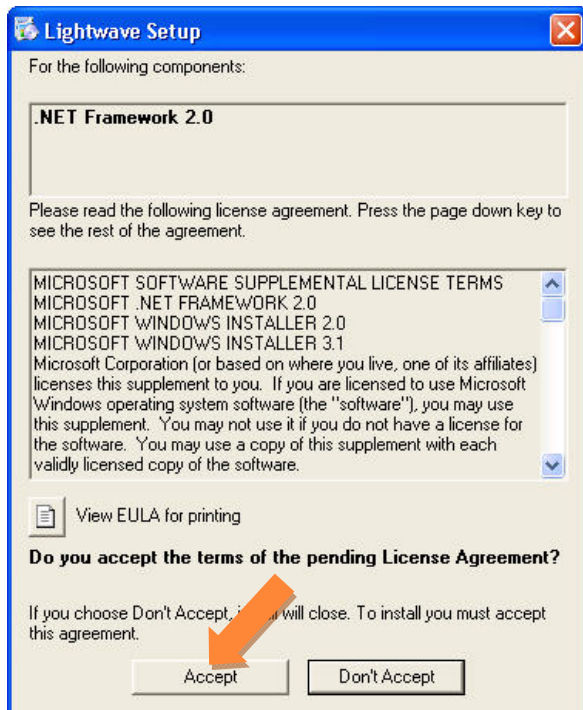 Lightwave Setup
For the following components:
.NET Framework 2.0
Please read the following license agreement. Press the page down key to
see the rest of the agreement.
MICROSOFT SOFTWARE SUPPLEMENTAL LICENSE TERMS
MICROSOFT .NET FRAMEWORK 2.0
MICROSOFT WINDOWS INSTALLER 2.0
MICROSOFT WINDOWS INSTALLER 3.1
Microsoft Corporation (or based on where you live, one of its affiliates)
licenses this supplement to you.  If you are licensed to use Microsoft
Windows operating system software (the "software"), you may use
this supplement.  You may not use it if you do not have a license for
the software.  You may use a copy of this supplement with each
validly licensed copy of the software.
View EULA for printing
Do you accept the terms of the pending License Agreement?
If you choose Don't Accept, will close. To install you must accept
this agreement.
Accept
Don't Accept